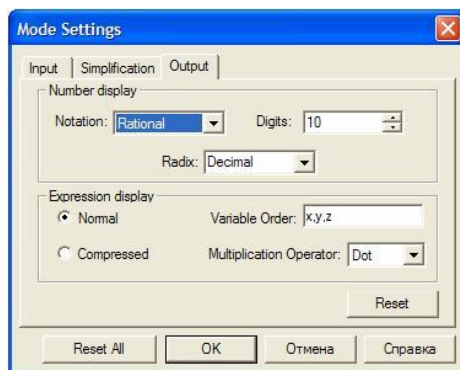 Mode Settings
Input Simplification Output
Number display
Notation: Rational Digits: 10
Radix: Decimal
Expression display
Normal Variable Order: x,y,z
Compressed Multiplication Operator: Dot
Reset
Reset All OK Отмена Справка